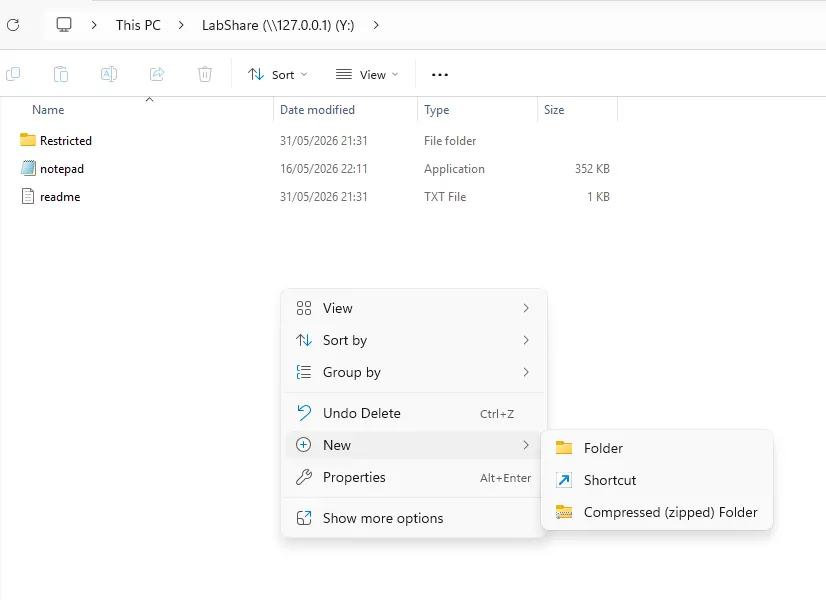 This PC > LabShare (\\127.0.0.1) (Y:) >
Sort View ...
Name Date modified Type Size
Restricted 31/05/2026 21:31 File folder
notepad 16/05/2026 22:11 Application 352 KB
readme 31/05/2026 21:31 TXT File 1 KB
View
Sort by
Group by
Undo Delete Ctrl+Z
New
Properties Alt+Enter
Show more options
Folder
Shortcut
Compressed (zipped) Folder